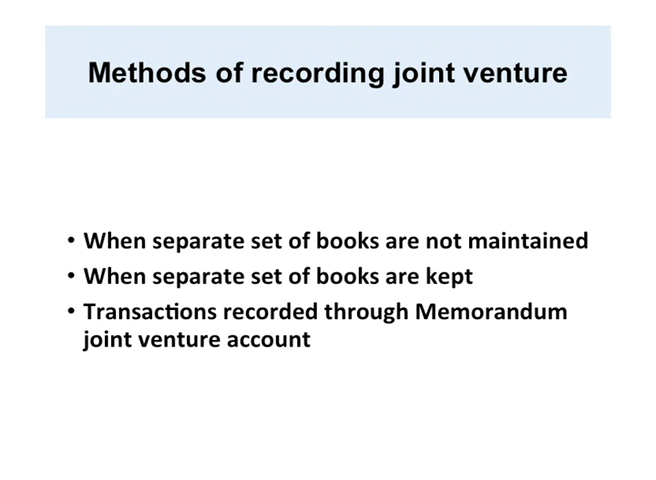 Methods of recording joint venture
• When separate set of books are not maintained
• When separate set of books are kept
• Transactions recorded through Memorandum
joint venture account